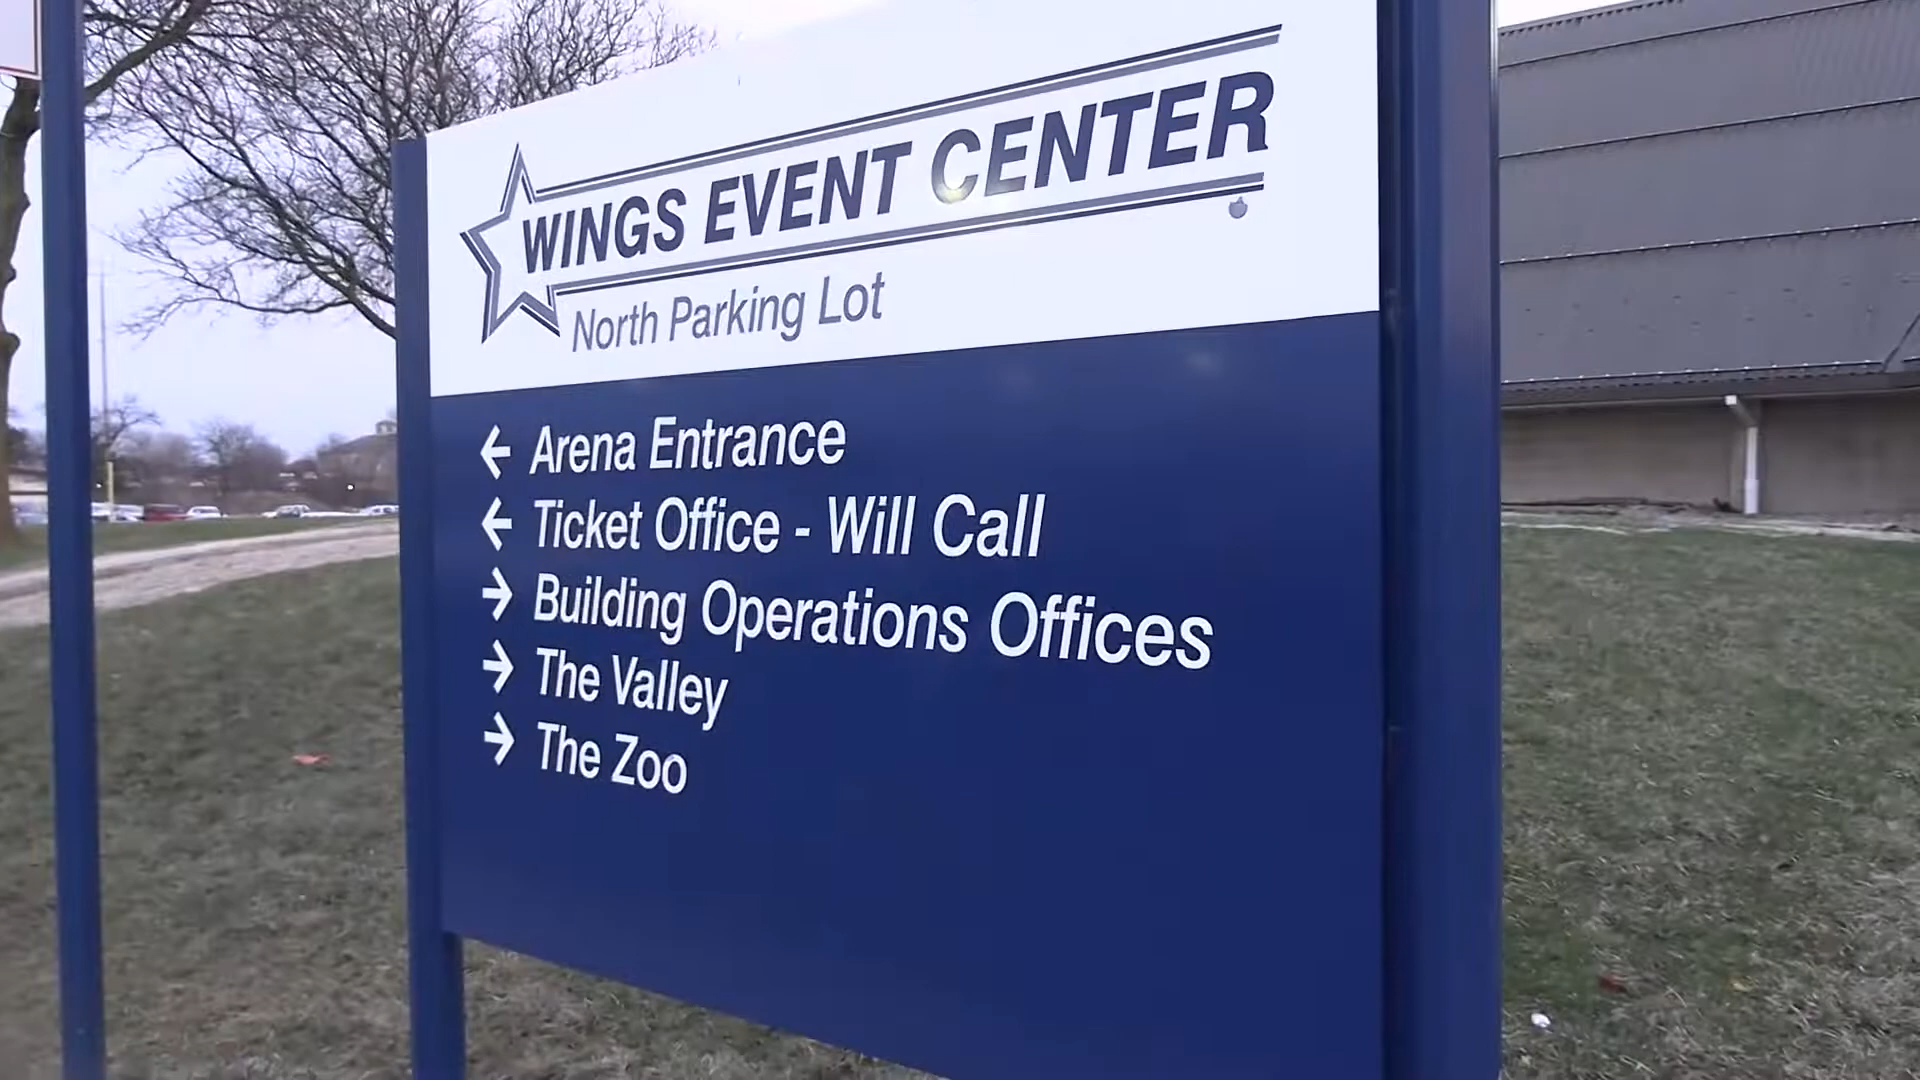 WINGS EVENT CENTER
North Parking Lot
← Arena Entrance
← Ticket Office - Will Call
→ Building Operations Offices
→ The Valley
→ The Zoo